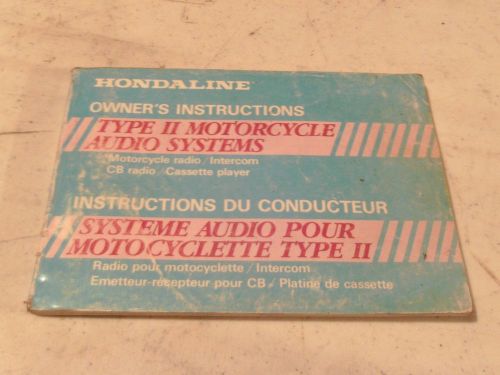 HONDALINE
OWNER'S INSTRUCTIONS
TYPE II MOTORCYCLE
AUDIO SYSTEMS
Motorcycle radio / Intercom
CB radio / Cassette player
INSTRUCTIONS DU CONDUCTEUR
SYSTEME AUDIO POUR
MOTOCYCLETTE TYPE II
Radio pour motocyclette / Intercom
Emetteur-récepteur pour CB / Platine de cassette